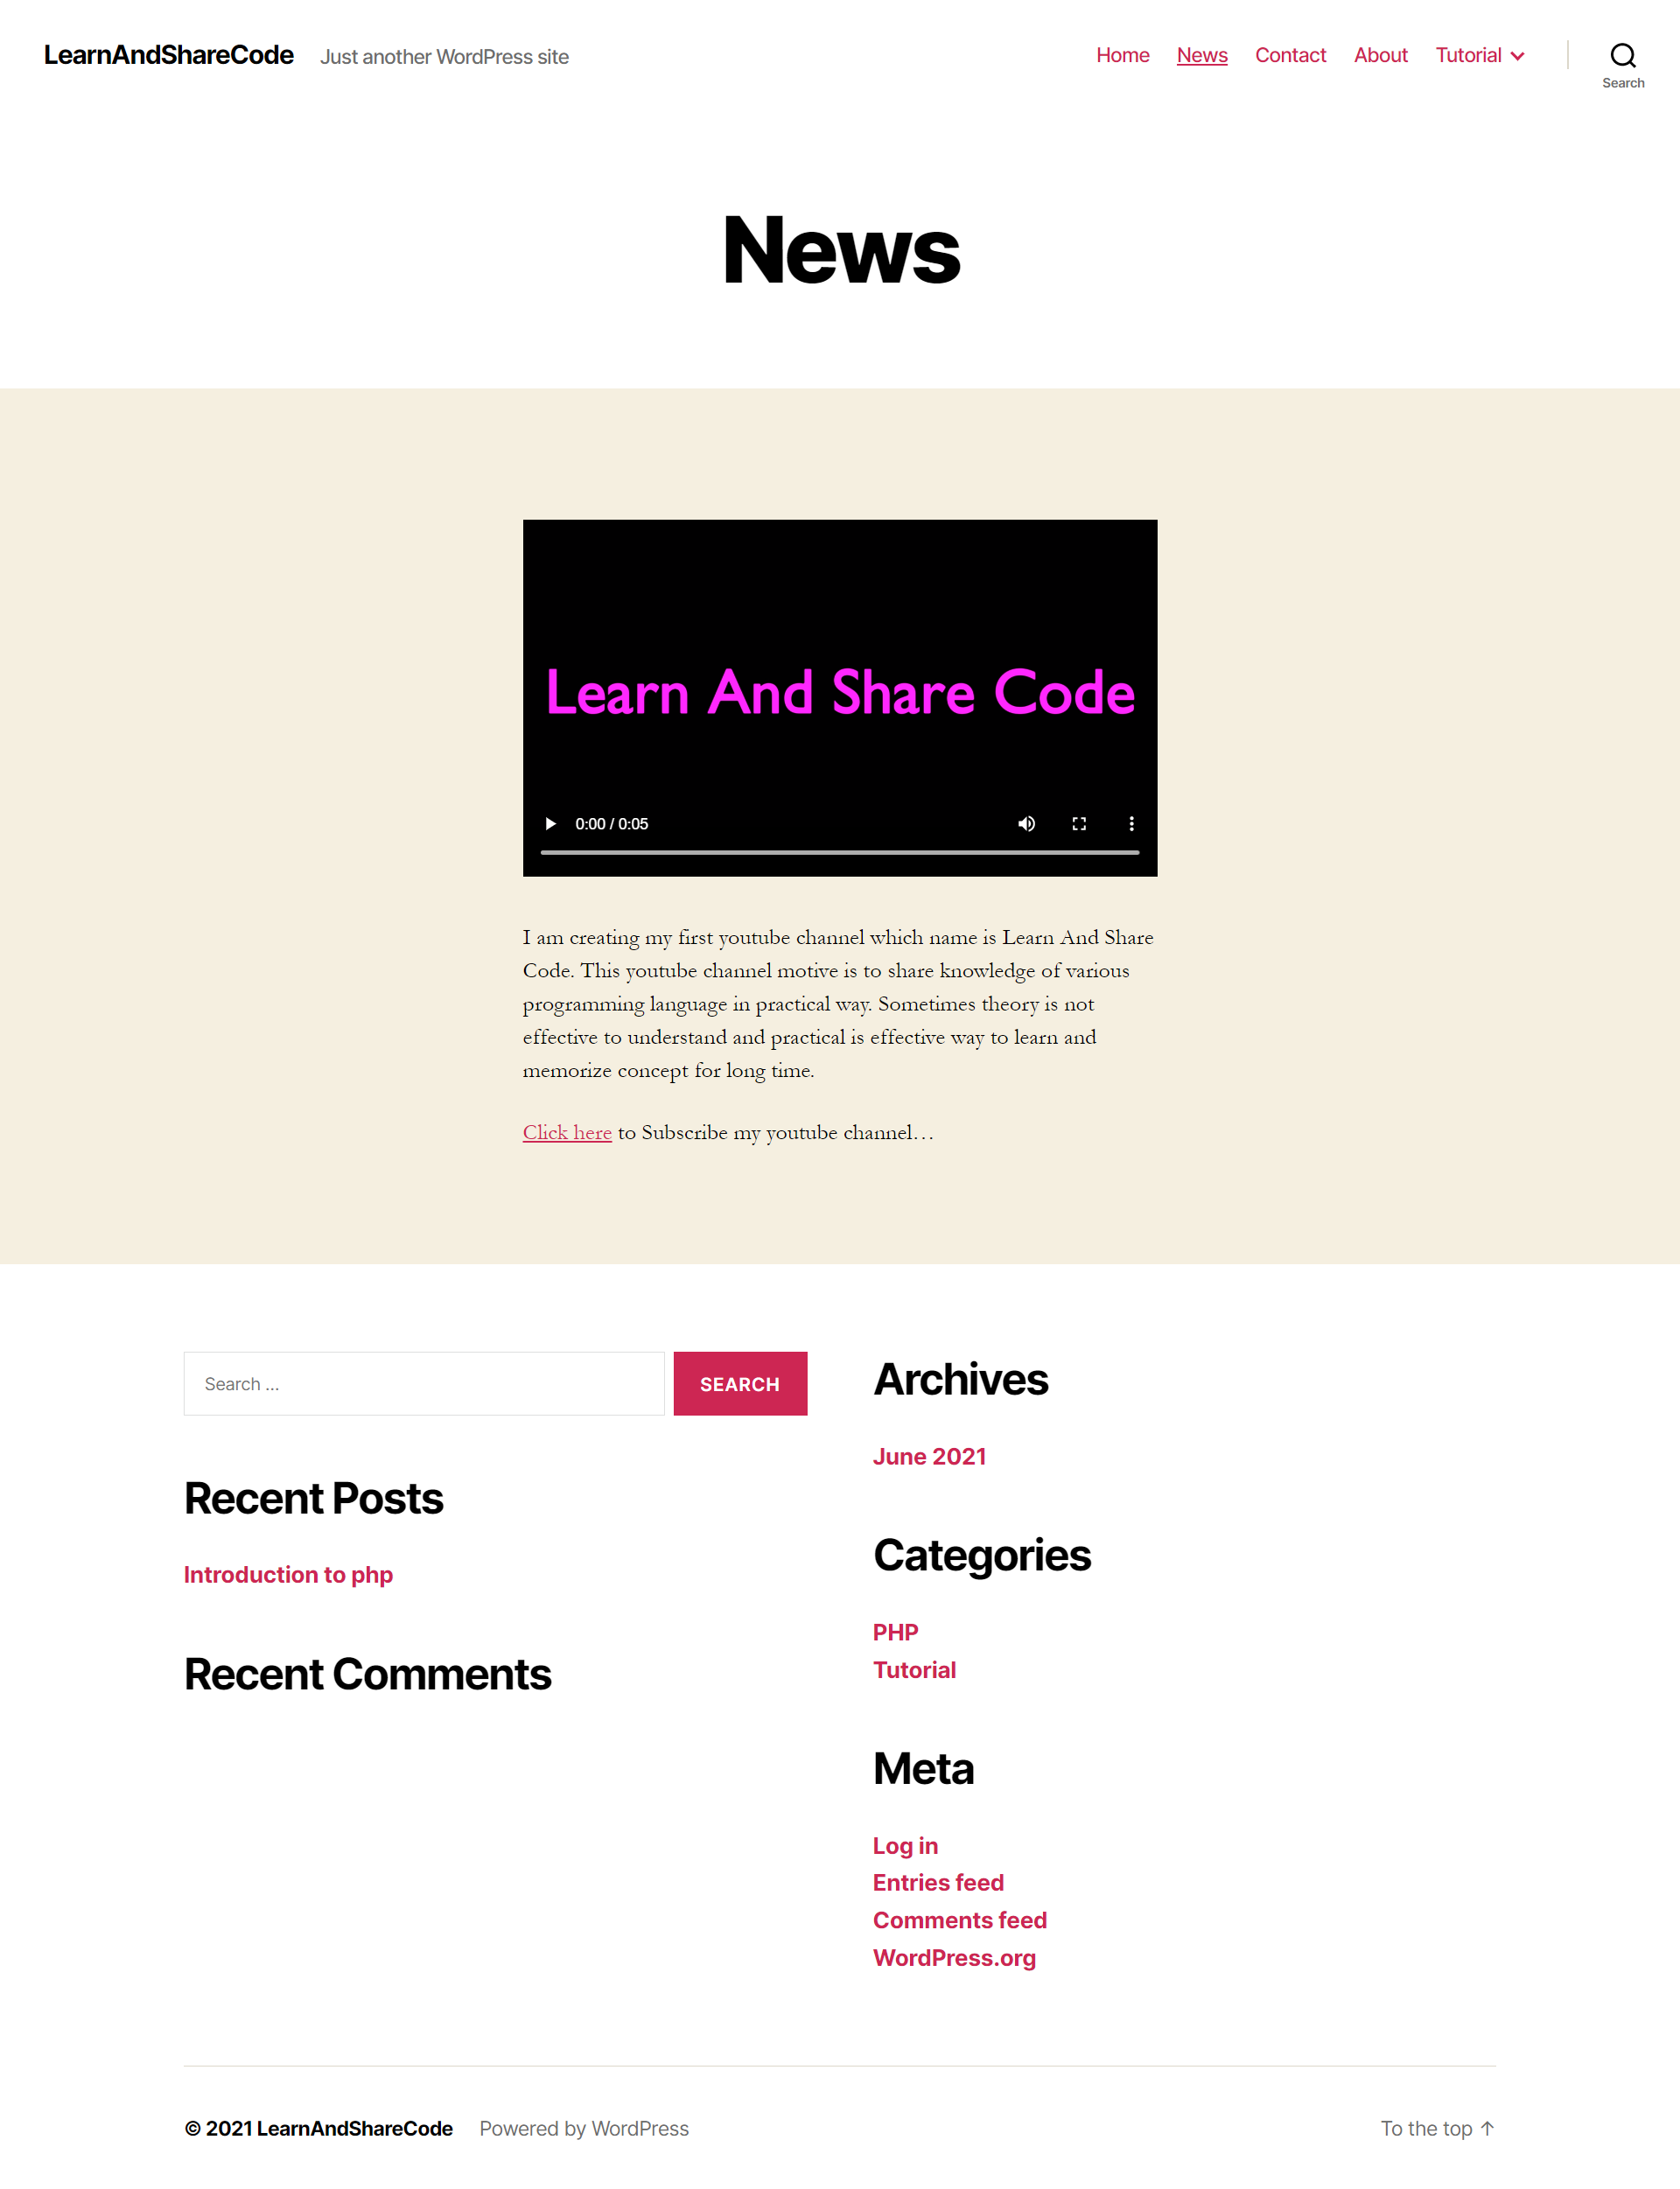 LearnAndShareCode Just another WordPress site Home News Contact About Tutorial
Search
News
Learn And Share Code
0:00 / 0:05
I am creating my first youtube channel which name is Learn And Share
Code. This youtube channel motive is to share knowledge of various
programming language in practical way. Sometimes theory is not
effective to understand and practical is effective way to learn and
memorize concept for long time.
Click here to Subscribe my youtube channel…
Search …
SEARCH
Recent Posts
Introduction to php
Recent Comments
Archives
June 2021
Categories
PHP
Tutorial
Meta
Log in
Entries feed
Comments feed
WordPress.org
© 2021 LearnAndShareCode Powered by WordPress To the top ↑